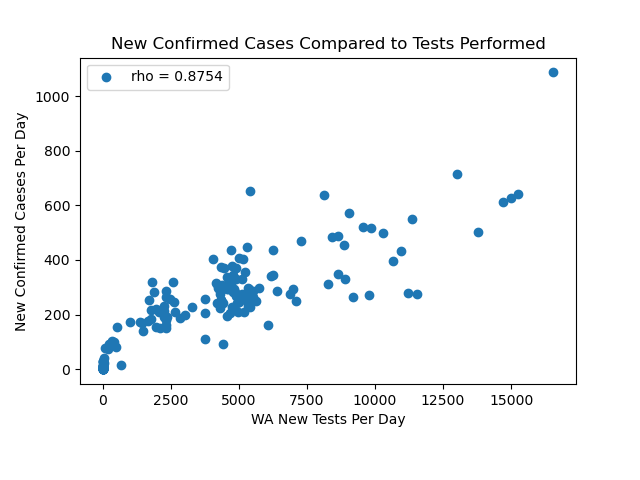 New Confirmed Cases Compared to Tests Performed
rho = 0.8754
New Confirmed Caeses Per Day
1000
800
600
400
200
0
0 2500 5000 7500 10000 12500 15000
WA New Tests Per Day